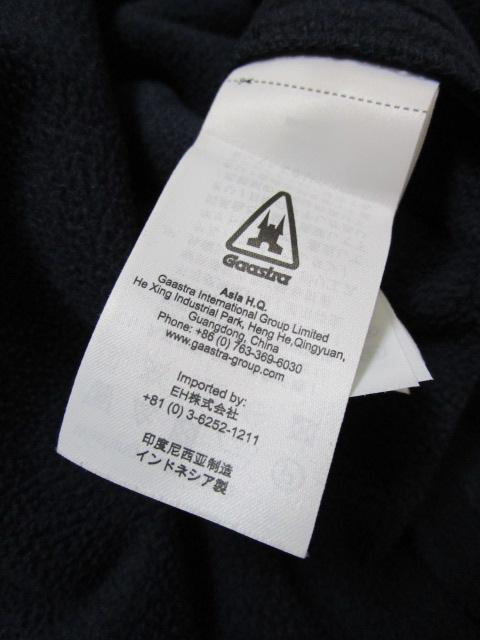 Gaastra
Asia H.Q.
Gaastra International Group Limited
He Xing Industrial Park, Heng He,Qingyuan,
Guangdong, China
Phone: +86 (0) 763-369-6030
www.gaastra-group.com
Imported by:
EH株式会社
+81 (0) 3-6252-1211
印度尼西亚制造
インドネシア製